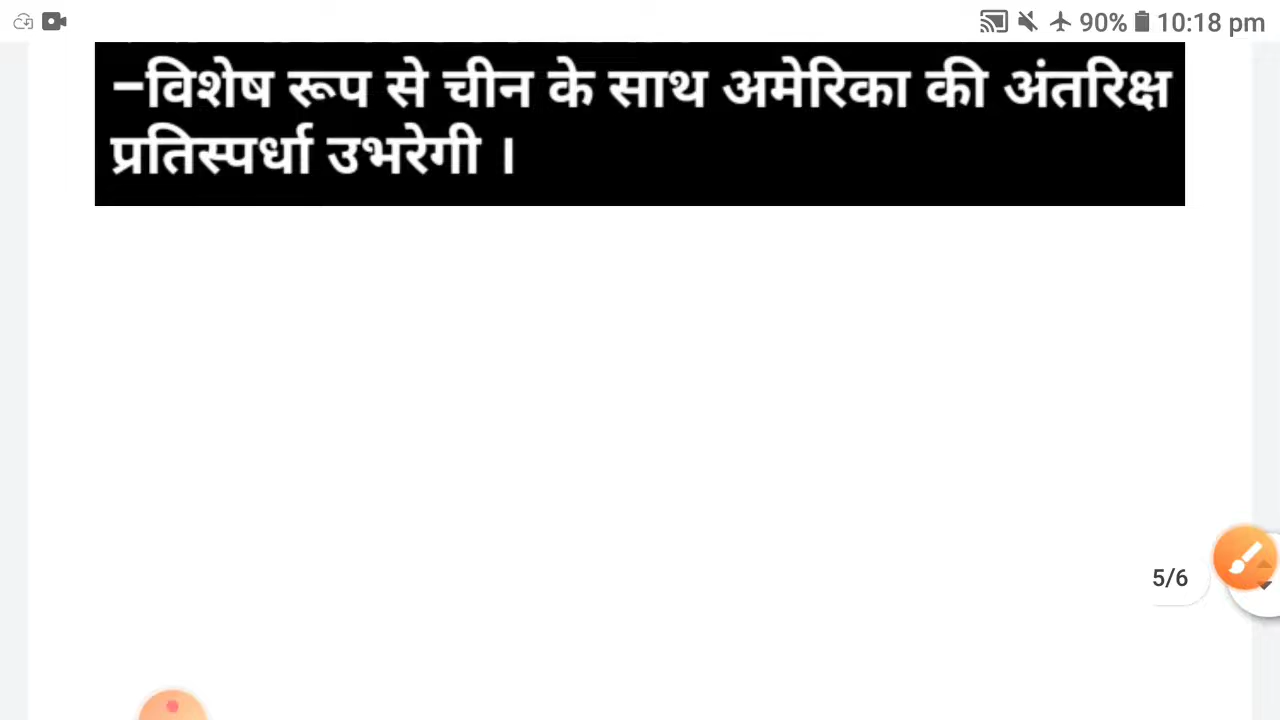 90% 10:18 pm
–विशेष रूप से चीन के साथ अमेरिका की अंतरिक्ष
प्रतिस्पर्धा उभरेगी ।
5/6